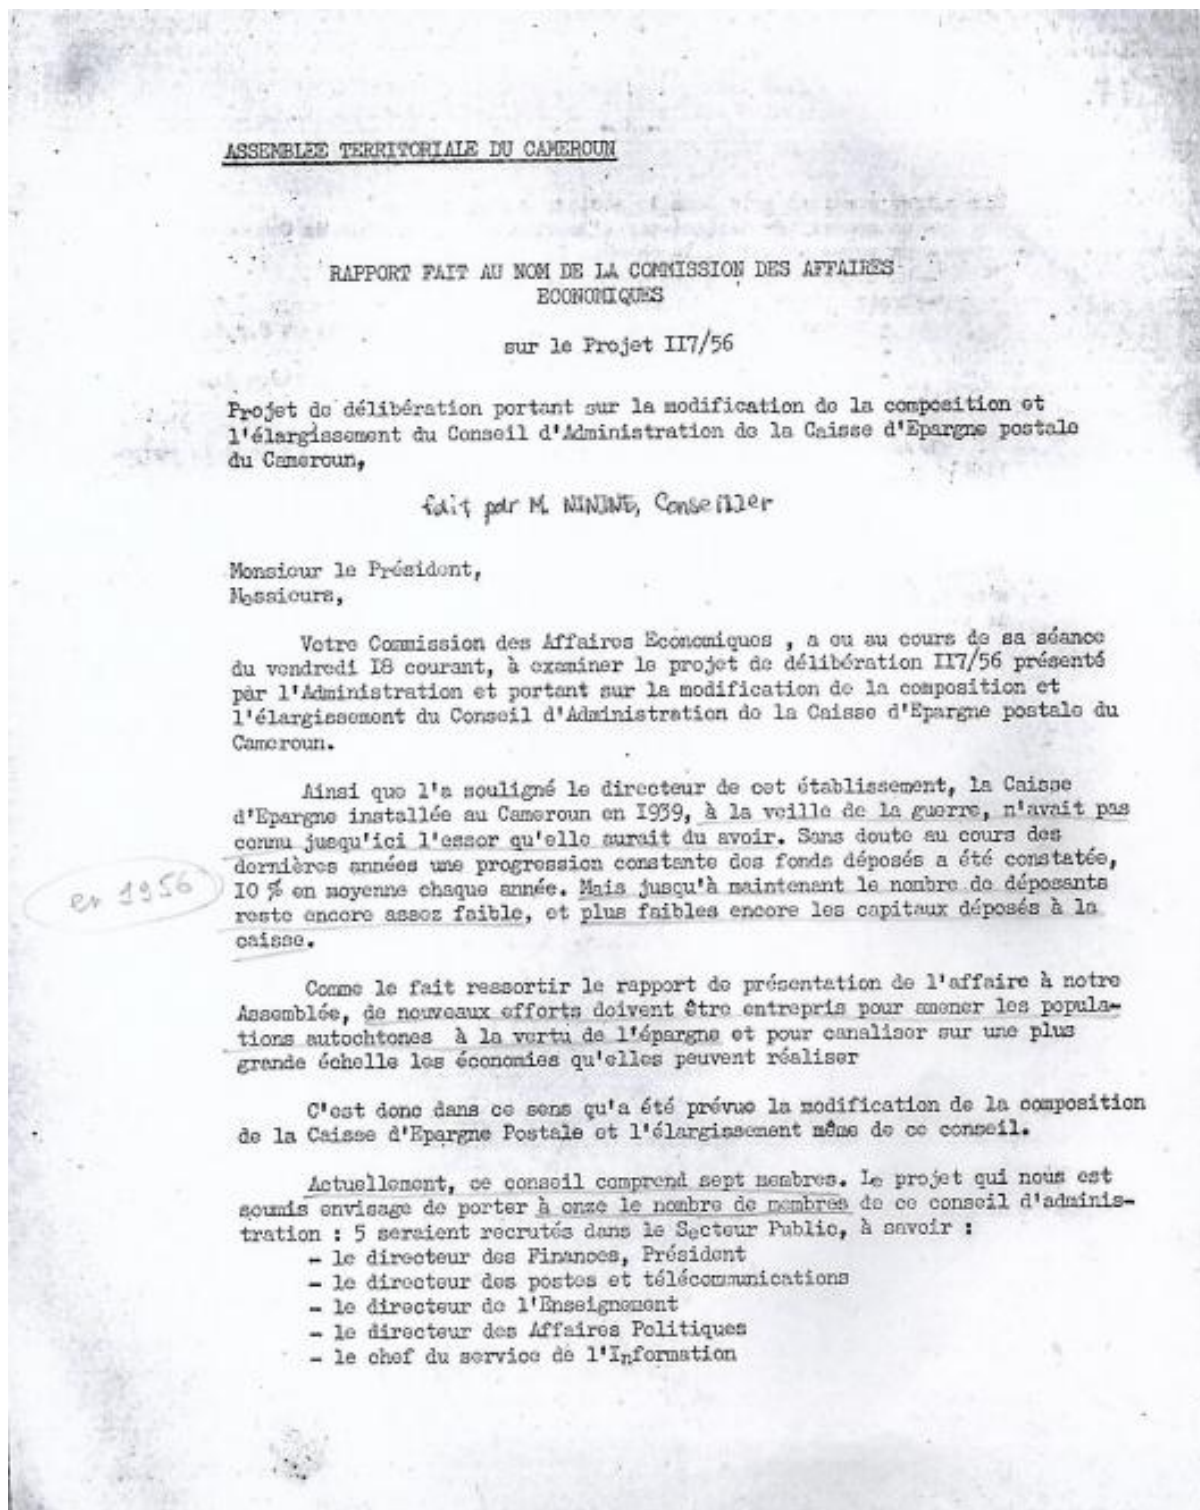 ASSEMBLEE TERRITORIALE DU CAMEROUN
RAPPORT FAIT AU NOM DE LA COMMISSION DES AFFAIRES
ECONOMIQUES
sur le Projet II7/56
Projet de délibération portant sur la modification de la composition et
l'élargissement du Conseil d'Administration de la Caisse d'Epargne postale
du Cameroun,
fait par M. NININE, Conseiller
Monsieur le Président,
Messieurs,
Votre Commission des Affaires Economiques , a eu au cours de sa séance
du vendredi I8 courant, à examiner le projet de délibération II7/56 présenté
par l'Administration et portant sur la modification de la composition et
l'élargissement du Conseil d'Administration de la Caisse d'Epargne postale du
Cameroun.
Ainsi que l'a souligné le directeur de cet établissement, la Caisse
d'Epargne installée au Cameroun en I939, à la veille de la guerre, n'avait pas
connu jusqu'ici l'essor qu'elle aurait du avoir. Sans doute au cours des
dernières années une progression constante des fonds déposés a été constatée,
en 1956
I0 % en moyenne chaque année. Mais jusqu'à maintenant le nombre de déposants
reste encore assez faible, et plus faibles encore les capitaux déposés à la
caisse.
Comme le fait ressortir le rapport de présentation de l'affaire à notre
Assemblée, de nouveaux efforts doivent être entrepris pour amener les popula-
tions autochtones à la vertu de l'épargne et pour canaliser sur une plus
grande échelle les économies qu'elles peuvent réaliser
C'est donc dans ce sens qu'a été prévue la modification de la composition
de la Caisse d'Epargne Postale et l'élargissement même de ce conseil.
Actuellement, ce conseil comprend sept membres. Le projet qui nous est
soumis envisage de porter à onze le nombre de membres de ce conseil d'adminis-
tration : 5 seraient recrutés dans le Secteur Public, à savoir :
- le directeur des Finances, Président
- le directeur des postes et télécommunications
- le directeur de l'Enseignement
- le directeur des Affaires Politiques
- le chef du service de l'Information